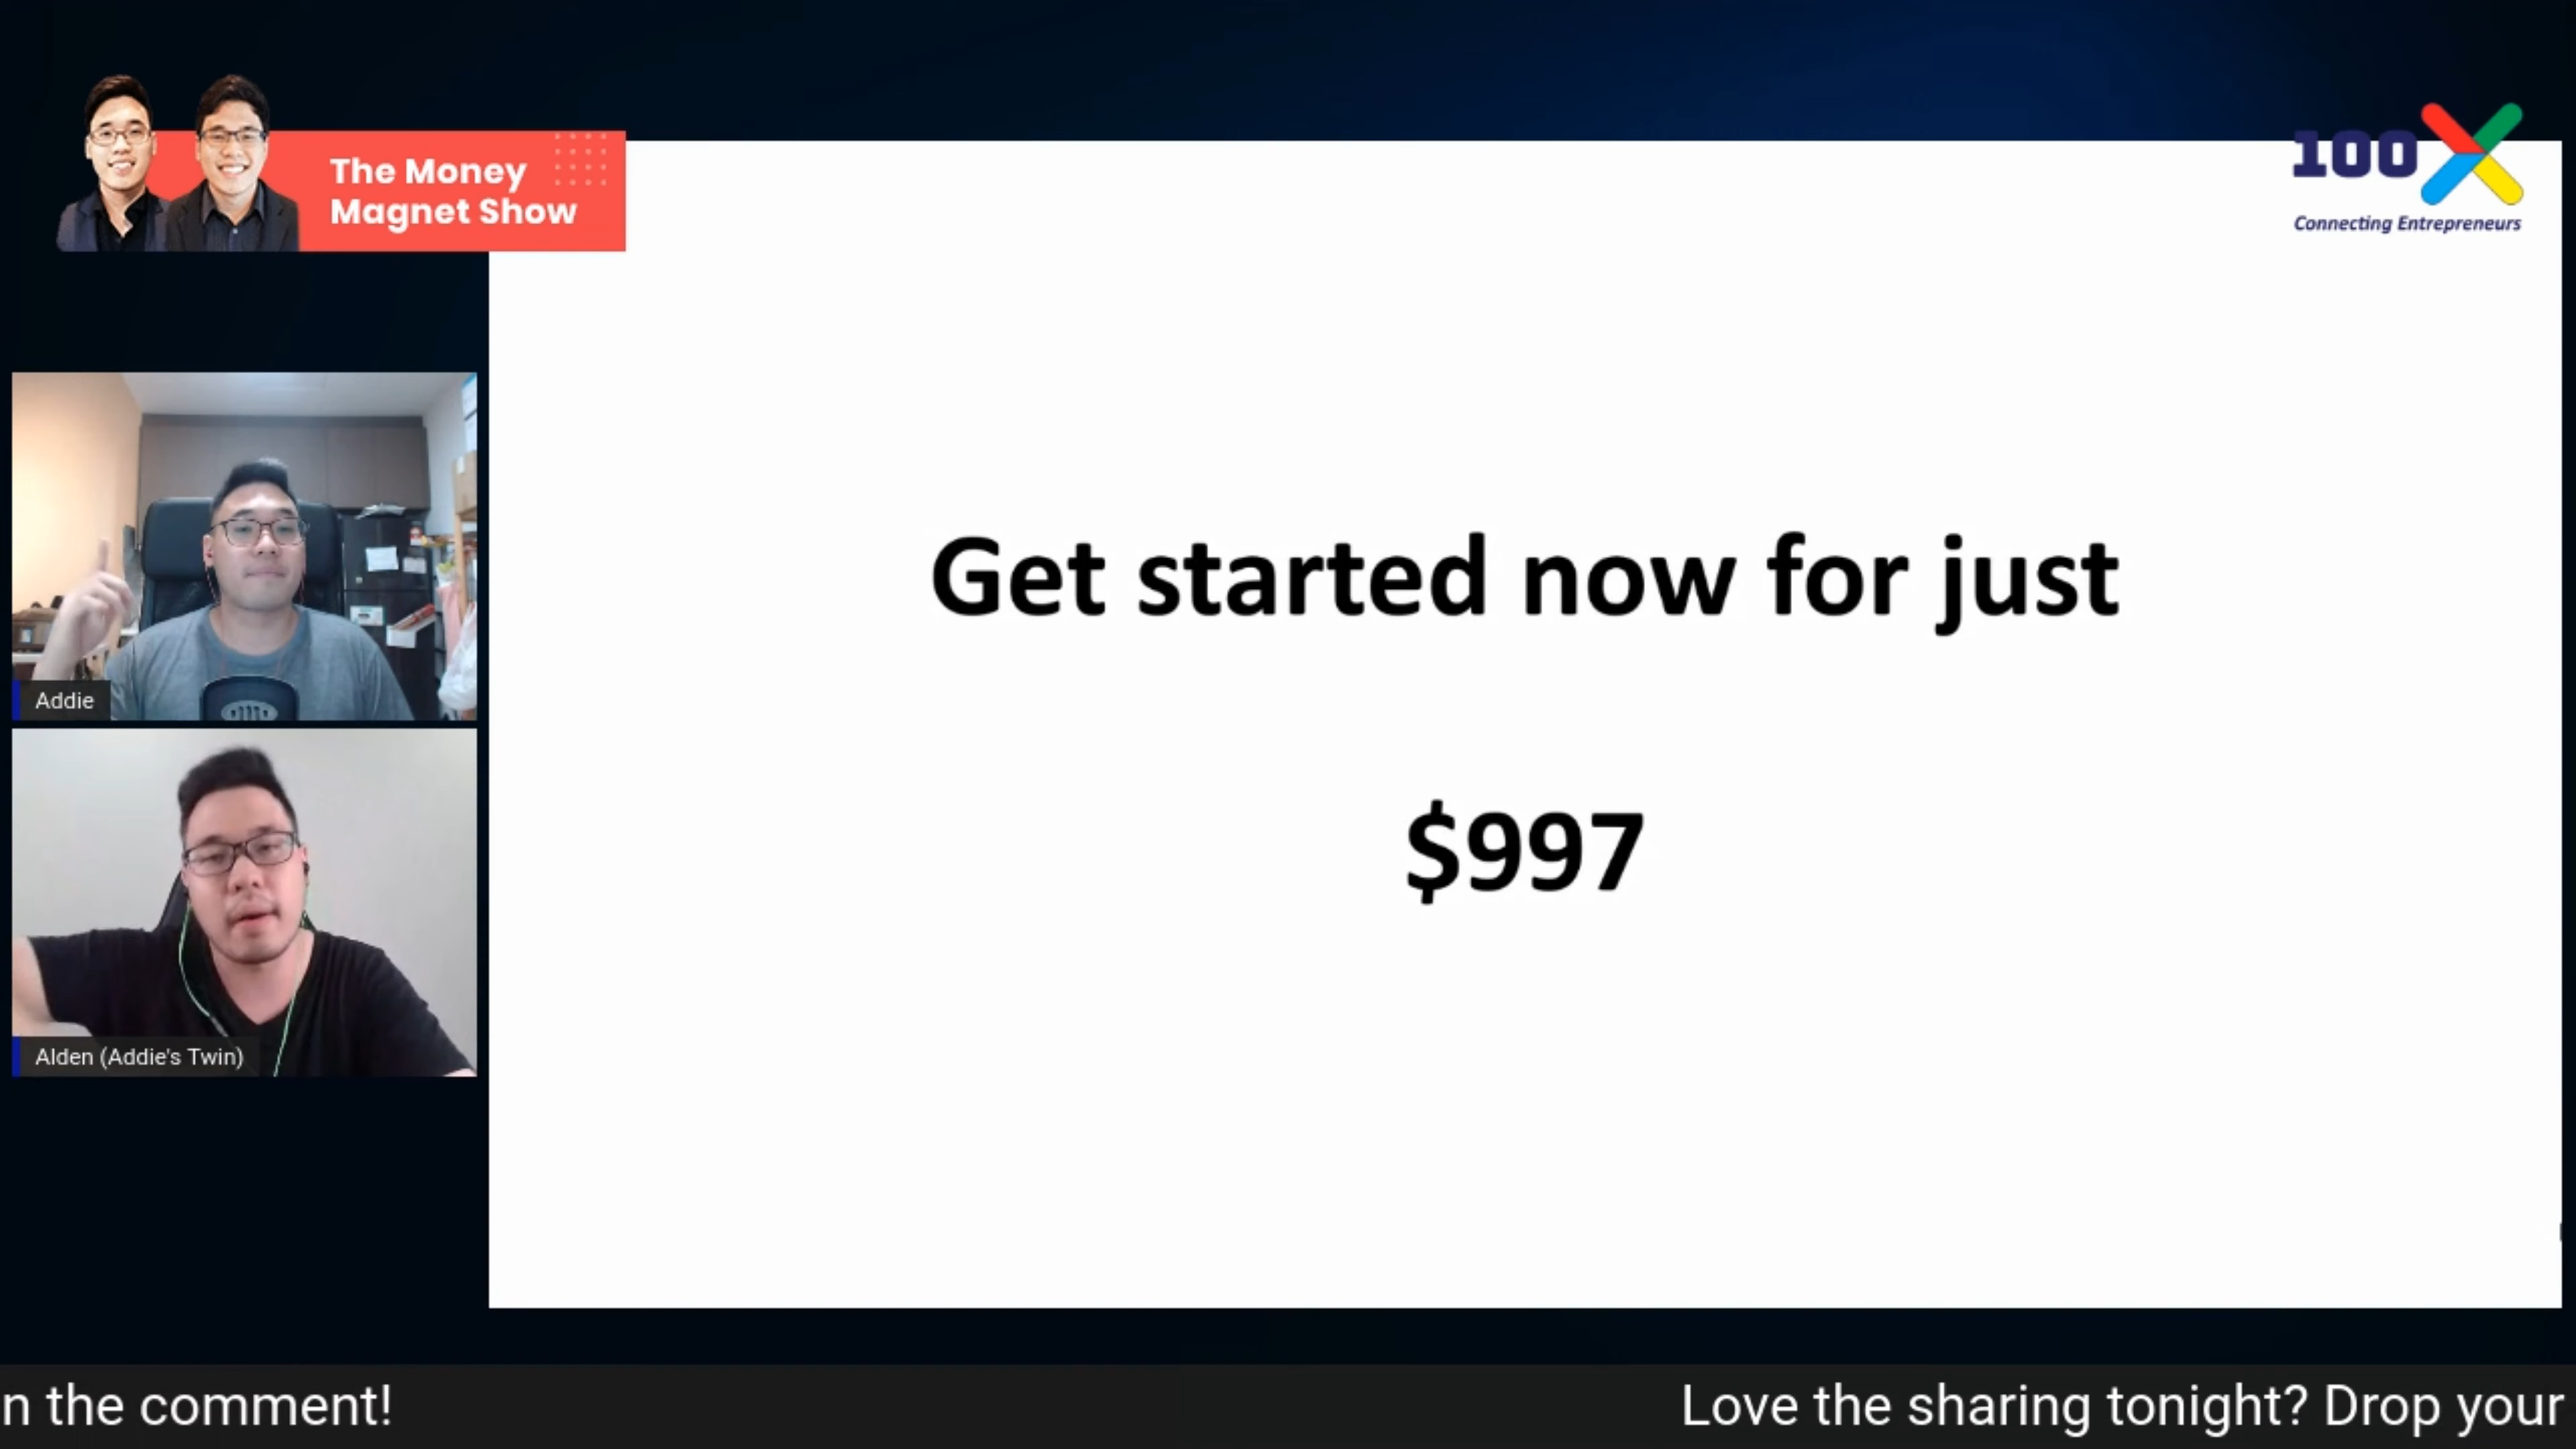 The Money
Magnet Show
100X
Connecting Entrepreneurs
Get started now for just
$997
Addie
Alden (Addie's Twin)
n the comment!
Love the sharing tonight? Drop your